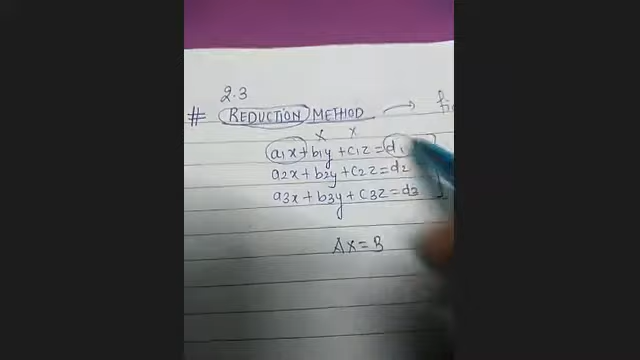 2.3
# REDUCTION METHOD →
x x
a1x + b1y + c1z = d1
a2x + b2y + c2z = d2
a3x + b3y + c3z = d3
AX = B